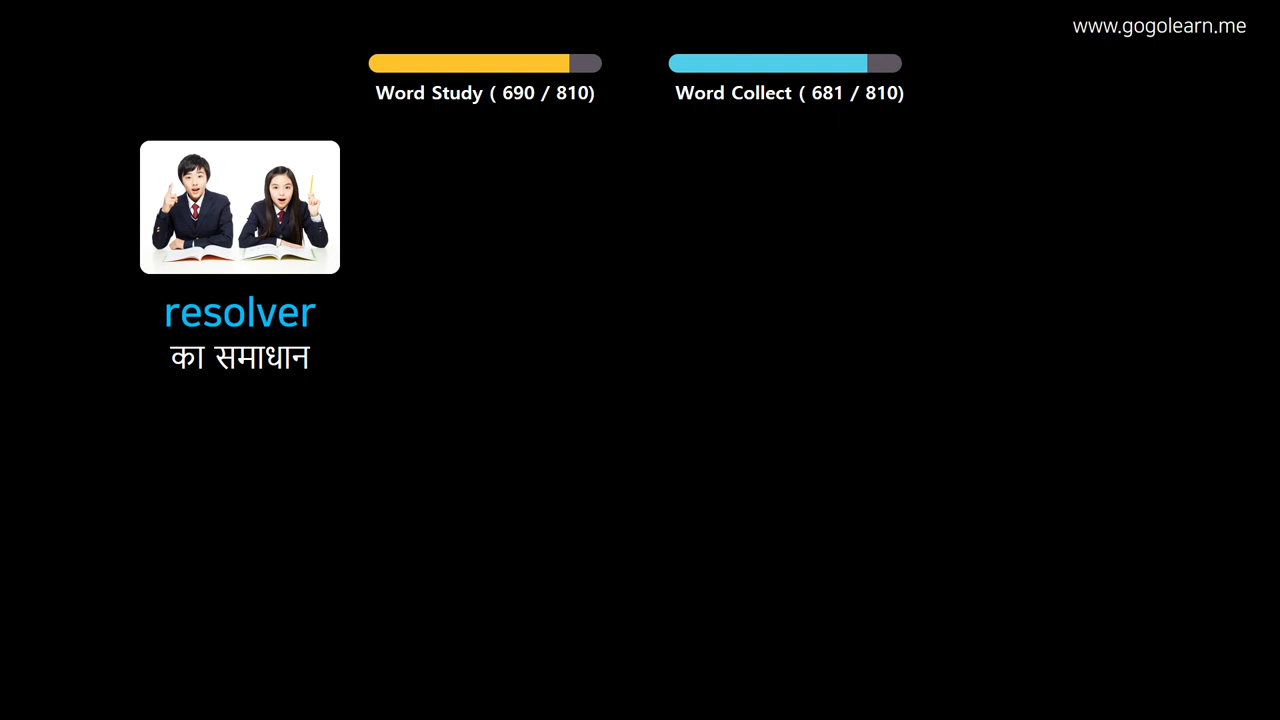 www.gogolearn.me
Word Study ( 690 / 810)
Word Collect ( 681 / 810)
resolver
का समाधान